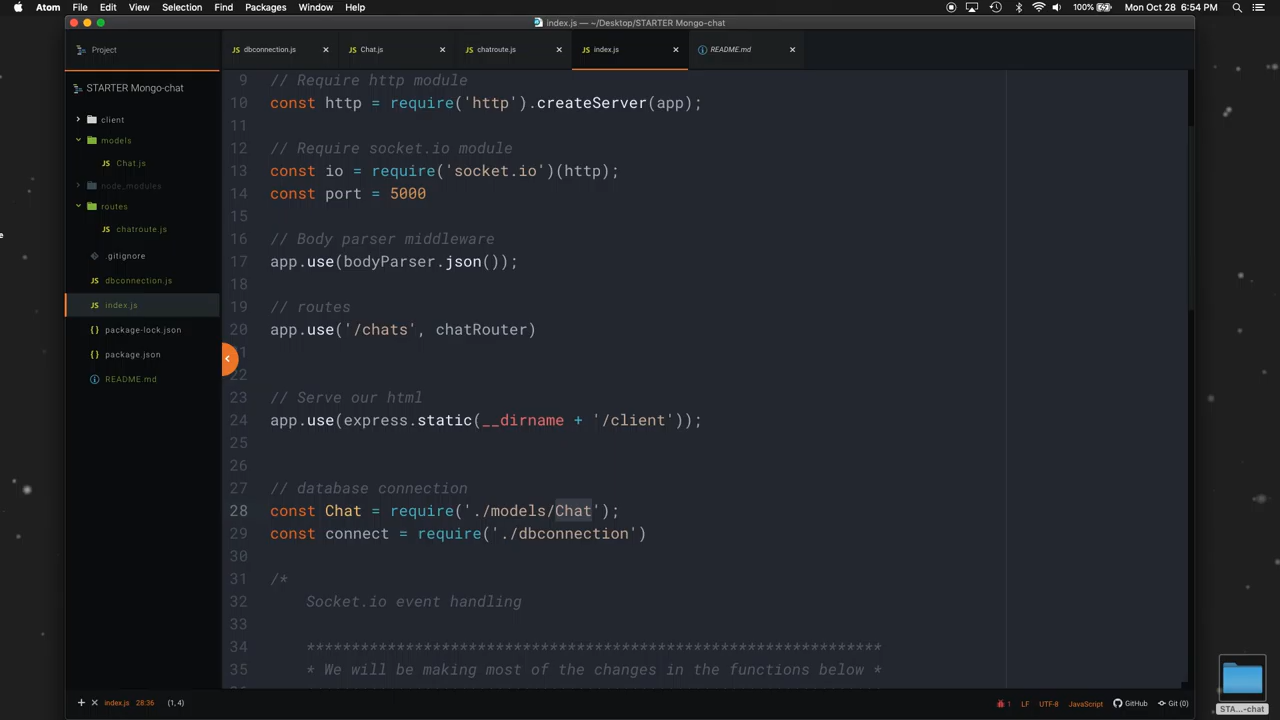 Atom File Edit View Selection Find Packages Window Help 100% Mon Oct 28 6:54 PM
index.js — ~/Desktop/STARTER Mongo-chat
Project
dbconnection.js Chat.js chatroute.js index.js README.md
STARTER Mongo-chat
client
models
JS Chat.js
node_modules
routes
JS chatroute.js
.gitignore
JS dbconnection.js
JS index.js
{} package-lock.json
{} package.json
README.md
9 // Require http module
10 const http = require('http').createServer(app);
11
12 // Require socket.io module
13 const io = require('socket.io')(http);
14 const port = 5000
15
16 // Body parser middleware
17 app.use(bodyParser.json());
18
19 // routes
20 app.use('/chats', chatRouter)
22
23 // Serve our html
24 app.use(express.static(__dirname + '/client'));
25
26
27 // database connection
28 const Chat = require('./models/Chat');
29 const connect = require('./dbconnection')
30
31 /*
32 Socket.io event handling
33
34 **************************************************************
35 * We will be making most of the changes in the functions below *
+ × index.js 28:36 (1, 4) 1 LF UTF-8 JavaScript GitHub Git (0)
STA...-chat